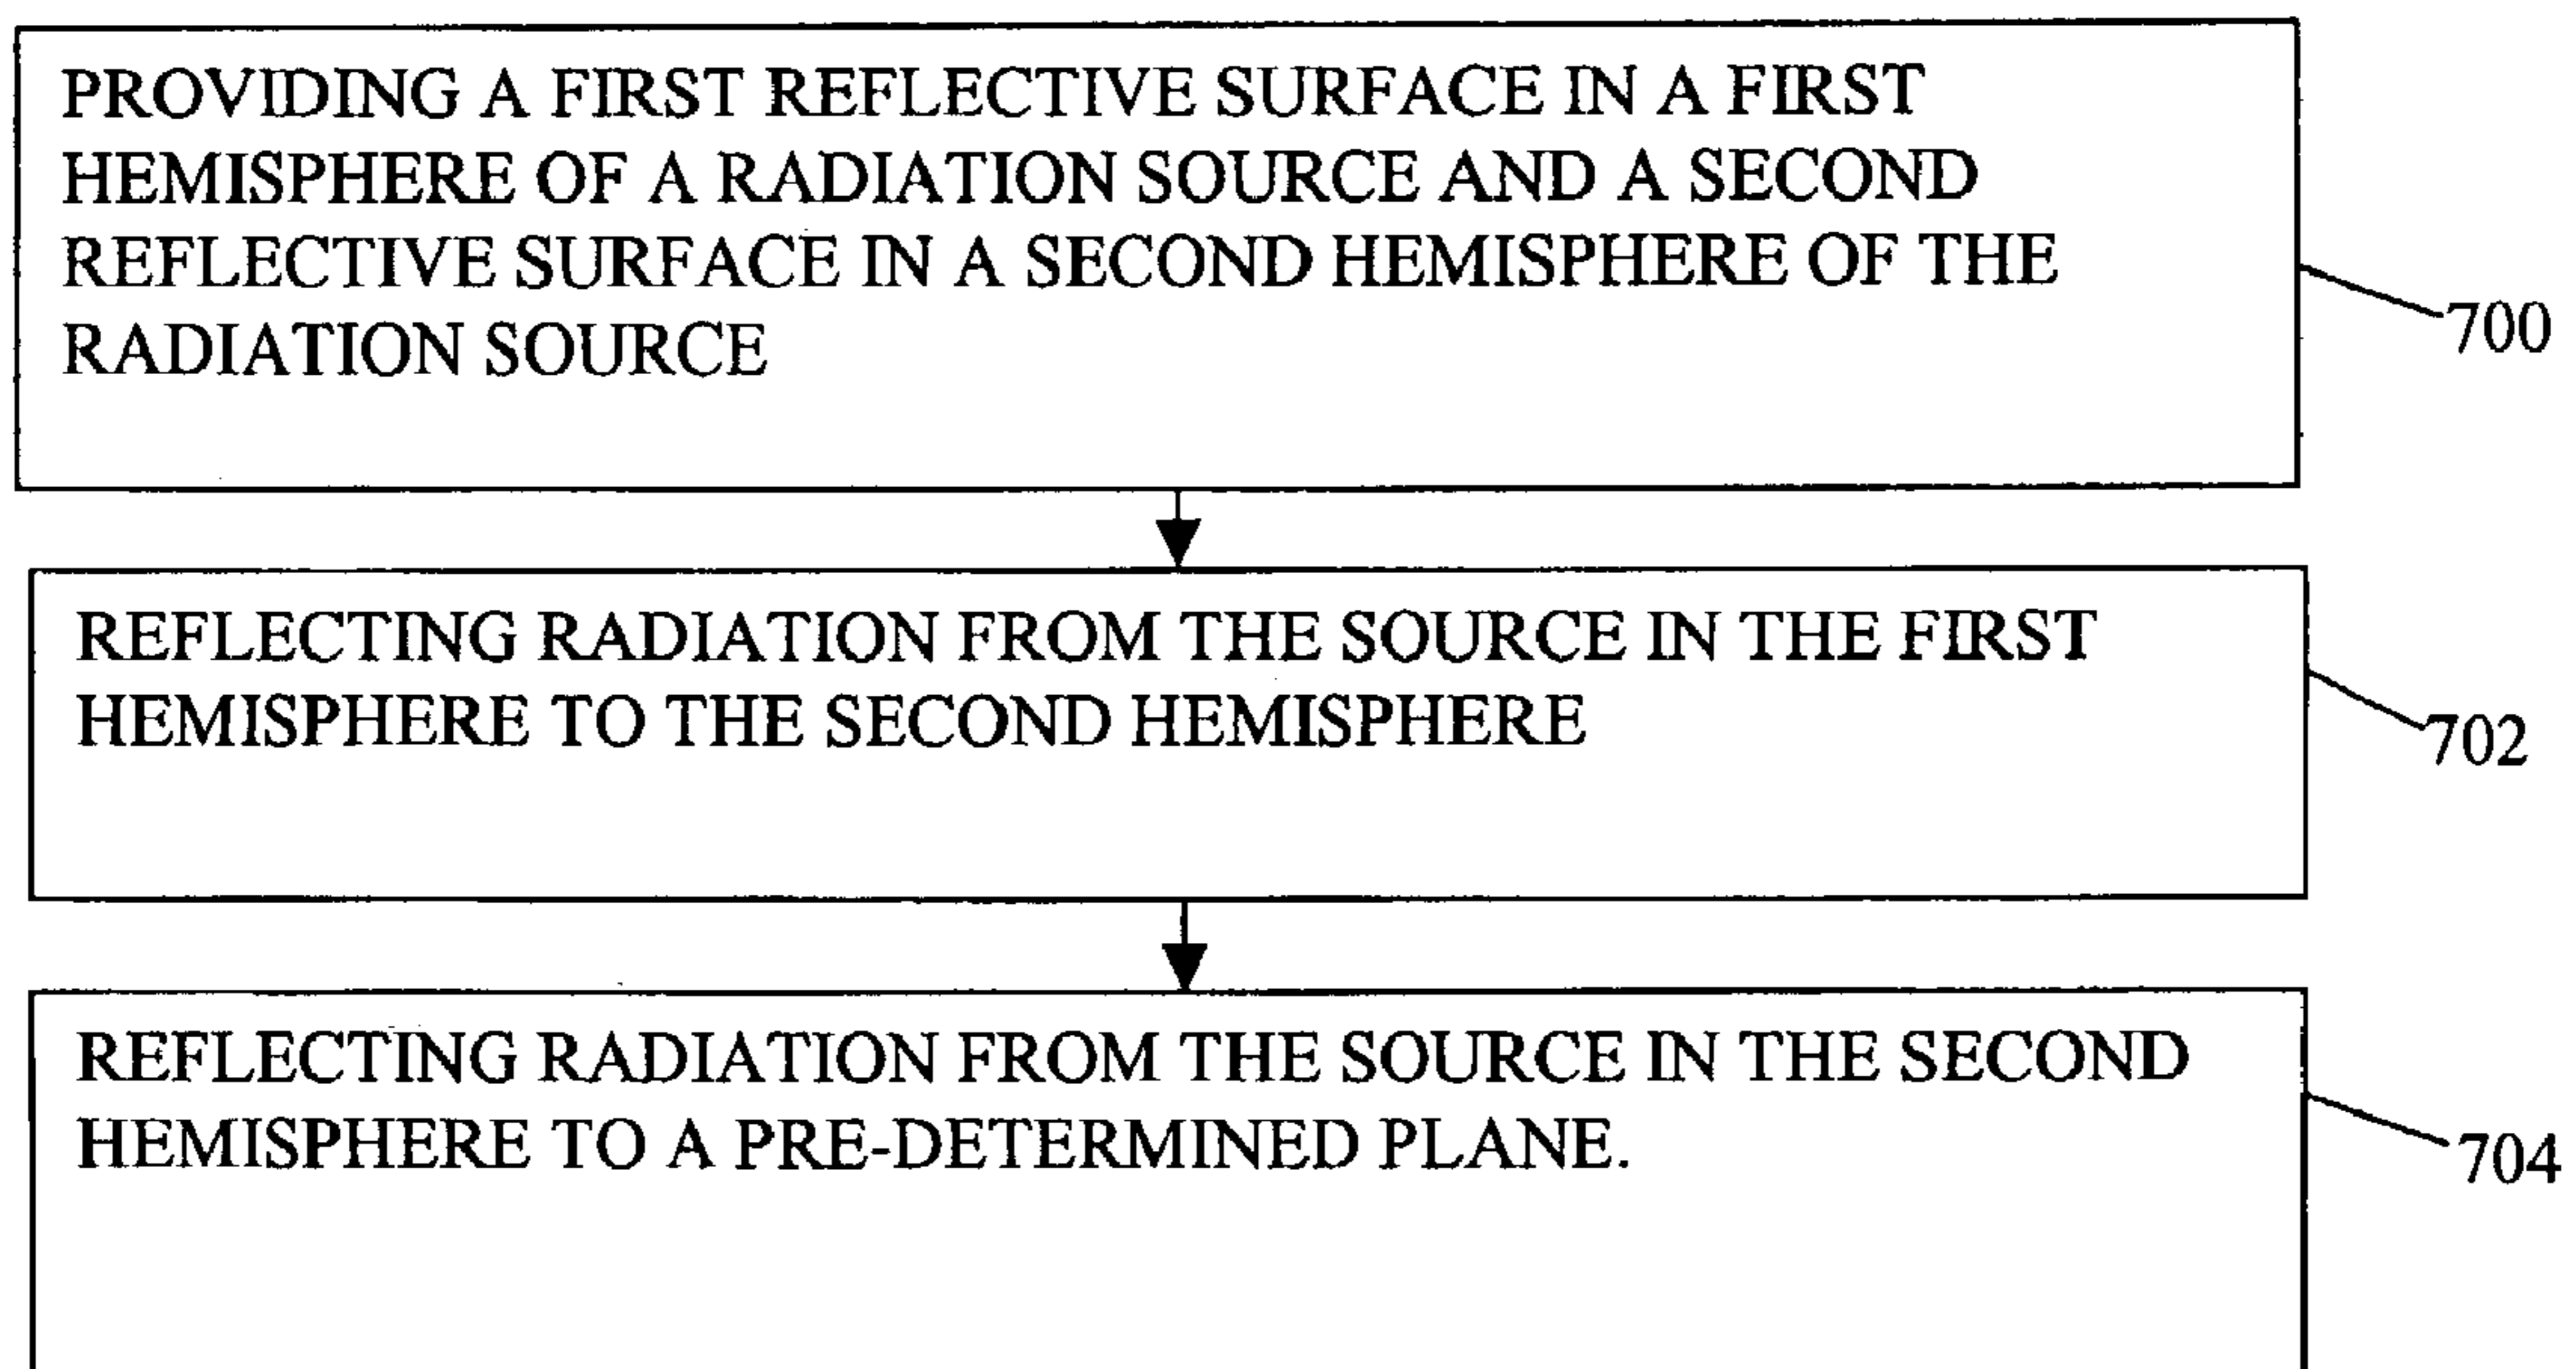 PROVIDING A FIRST REFLECTIVE SURFACE IN A FIRST
HEMISPHERE OF A RADIATION SOURCE AND A SECOND
REFLECTIVE SURFACE IN A SECOND HEMISPHERE OF THE
RADIATION SOURCE
700
REFLECTING RADIATION FROM THE SOURCE IN THE FIRST
HEMISPHERE TO THE SECOND HEMISPHERE
702
REFLECTING RADIATION FROM THE SOURCE IN THE SECOND
HEMISPHERE TO A PRE-DETERMINED PLANE.
704